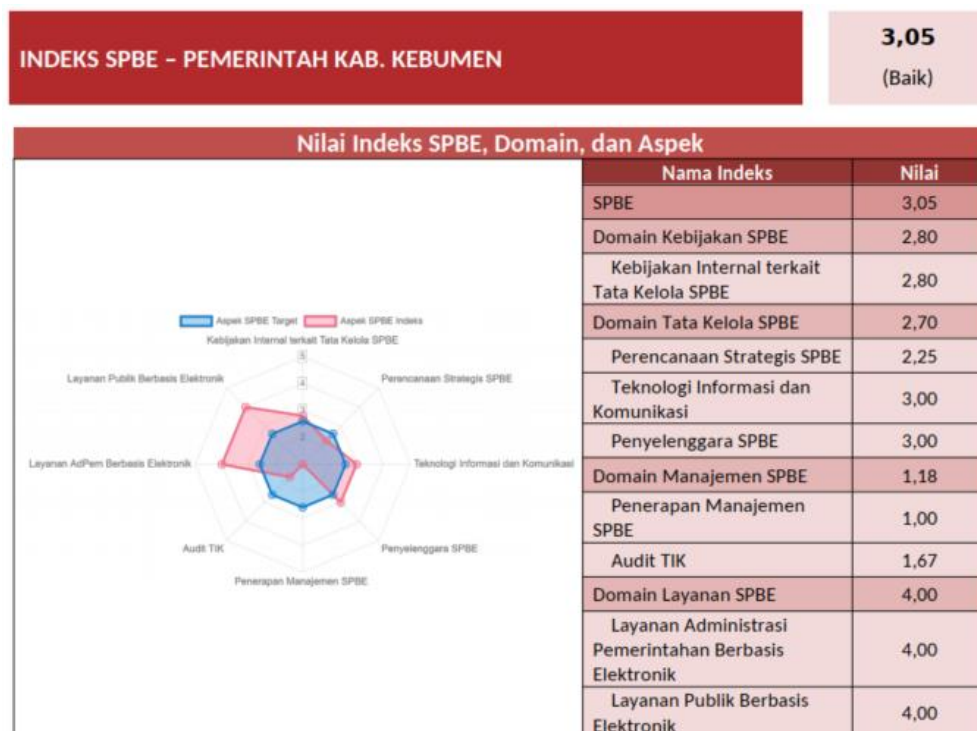 INDEKS SPBE – PEMERINTAH KAB. KEBUMEN
3,05
(Baik)
Nilai Indeks SPBE, Domain, dan Aspek
Aspek SPBE Target
Aspek SPBE Indeks
Kebijakan Internal terkait Tata Kelola SPBE
5
4
3
2
Layanan Publik Berbasis Elektronik
Perencanaan Strategis SPBE
Layanan AdPem Berbasis Elektronik
Teknologi Informasi dan Komunikasi
Audit TIK
Penyelenggara SPBE
Penerapan Manajemen SPBE
Nama Indeks
Nilai
SPBE
3,05
Domain Kebijakan SPBE
2,80
Kebijakan Internal terkait
Tata Kelola SPBE
2,80
Domain Tata Kelola SPBE
2,70
Perencanaan Strategis SPBE
2,25
Teknologi Informasi dan
Komunikasi
3,00
Penyelenggara SPBE
3,00
Domain Manajemen SPBE
1,18
Penerapan Manajemen
SPBE
1,00
Audit TIK
1,67
Domain Layanan SPBE
4,00
Layanan Administrasi
Pemerintahan Berbasis
Elektronik
4,00
Layanan Publik Berbasis
Elektronik
4,00